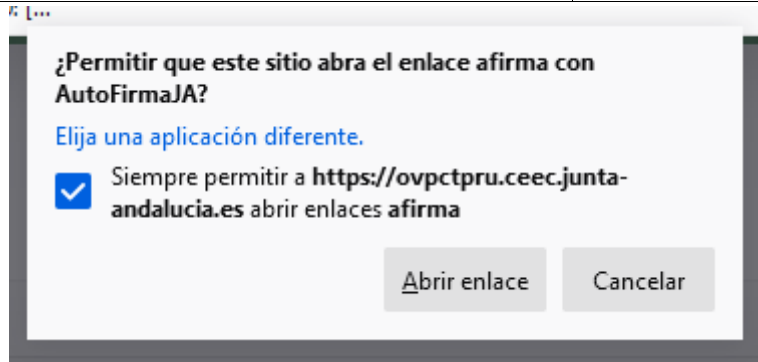 ¿Permitir que este sitio abra el enlace afirma con
AutoFirmaJA?
Elija una aplicación diferente.
Siempre permitir a https://ovpctpru.ceec.junta-
andalucia.es abrir enlaces afirma
Abrir enlace
Cancelar